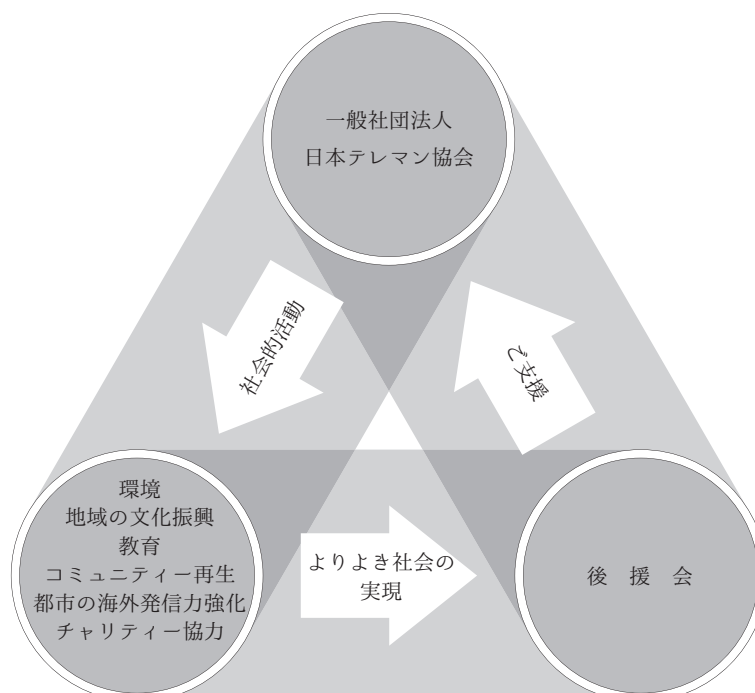 一般社団法人
日本テレマン協会
社会的活動
ご支援
環境
地域の文化振興
教育
コミュニティー再生
都市の海外発信力強化
チャリティー協力
よりよき社会の
実現
後　援　会